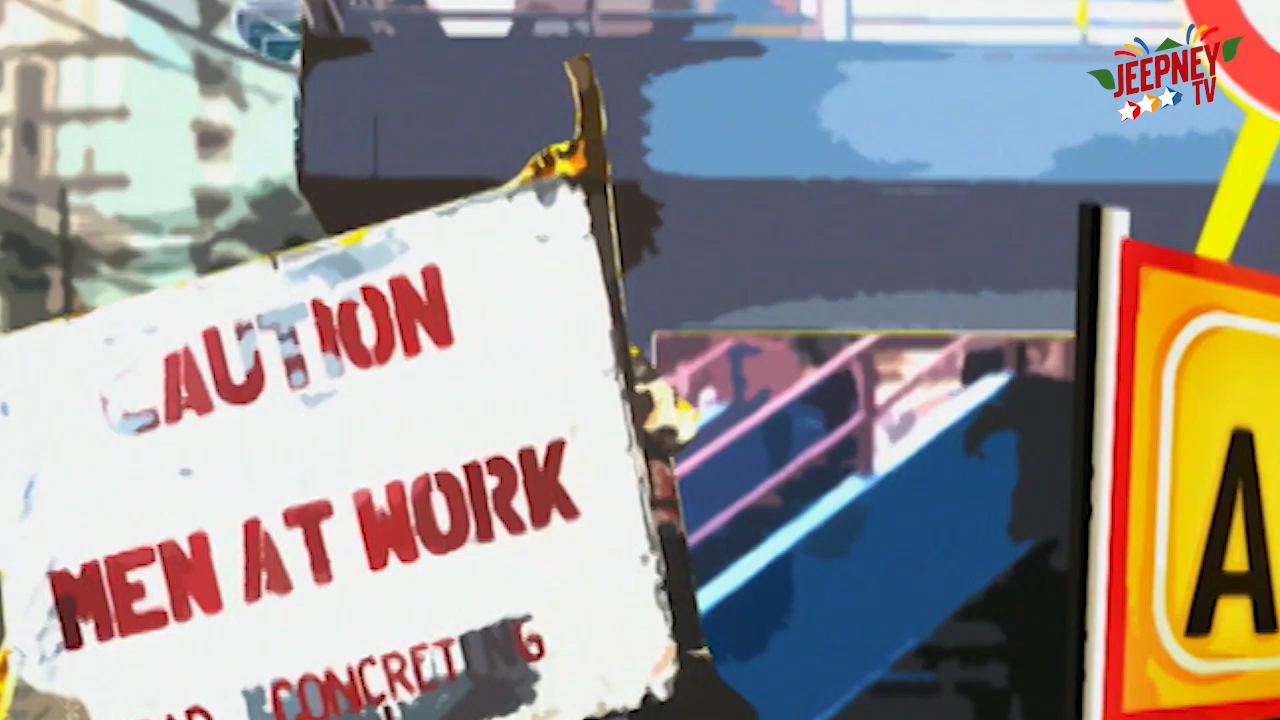 JEEPNEY
TV
CAUTION
MEN AT WORK
CONCRETING
A